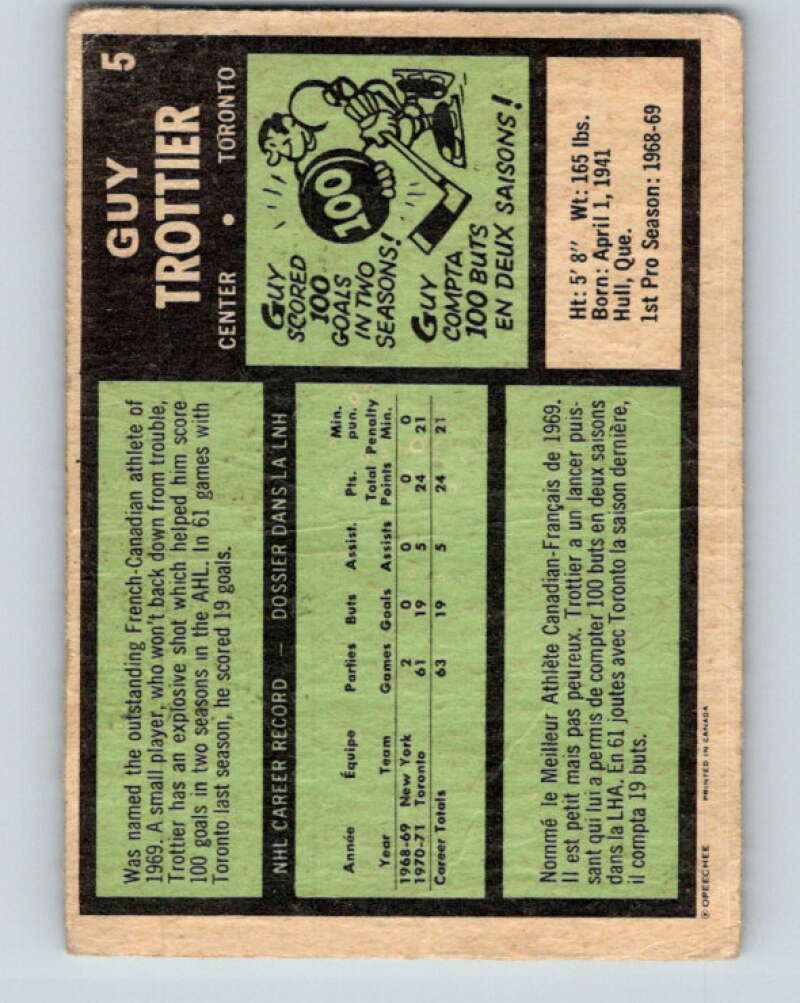 GUY 5
TROTTIER
CENTER • TORONTO
Was named the outstanding French-Canadian athlete of
1969. A small player, who won't back down from trouble,
Trottier has an explosive shot which helped him score
100 goals in two seasons in the AHL. In 61 games with
Toronto last season, he scored 19 goals.
GUY
SCORED
100
GOALS
IN TWO
SEASONS!
100
GUY
COMPTA
100 BUTS
EN DEUX SAISONS!
NHL CAREER RECORD — DOSSIER DANS LA LNH
Année Équipe Parties Buts Assist. Pts. Min. pun.
Year Team Games Goals Assists Total Points Penalty Min.
1968-69 New York 2 0 0 0 0
1970-71 Toronto 61 19 5 24 21
Career Totals 63 19 5 24 21
Ht: 5' 8" Wt: 165 lbs.
Born: April 1, 1941
Hull, Que.
1st Pro Season: 1968-69
Nommé le Meilleur Athlète Canadian-Français de 1969.
Il est petit mais pas peureux. Trottier a un lancer puis-
sant qui lui a permis de compter 100 buts en deux saisons
dans la LHA. En 61 joutes avec Toronto la saison dernière,
il compta 19 buts.
© OPEECHEE PRINTED IN CANADA